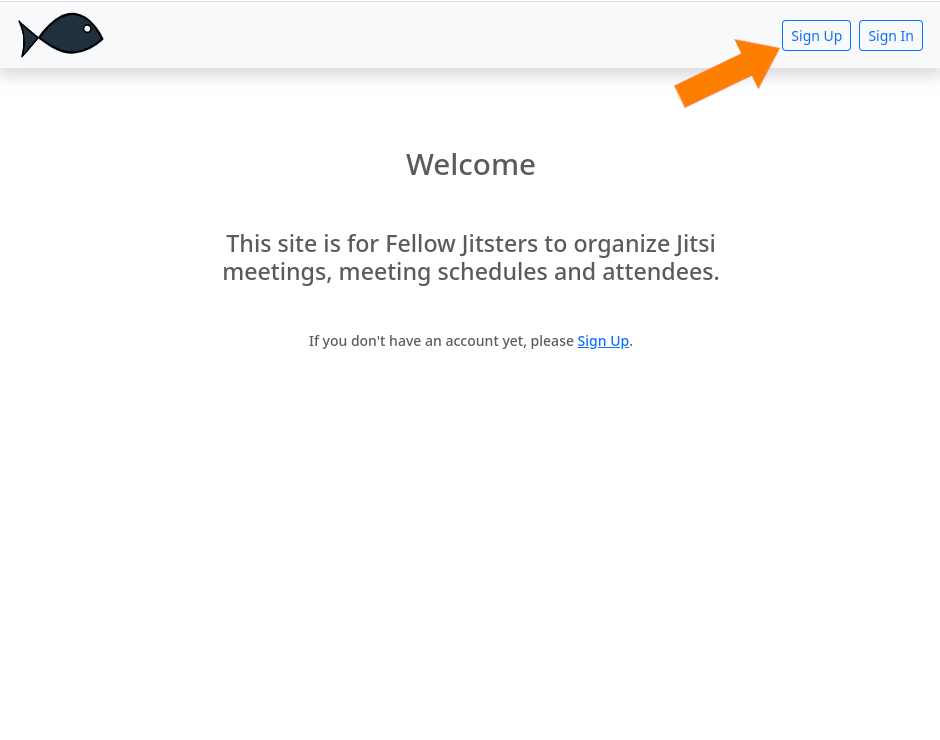 Sign Up
Sign In
Welcome
This site is for Fellow Jitsters to organize Jitsi
meetings, meeting schedules and attendees.
If you don't have an account yet, please Sign Up.